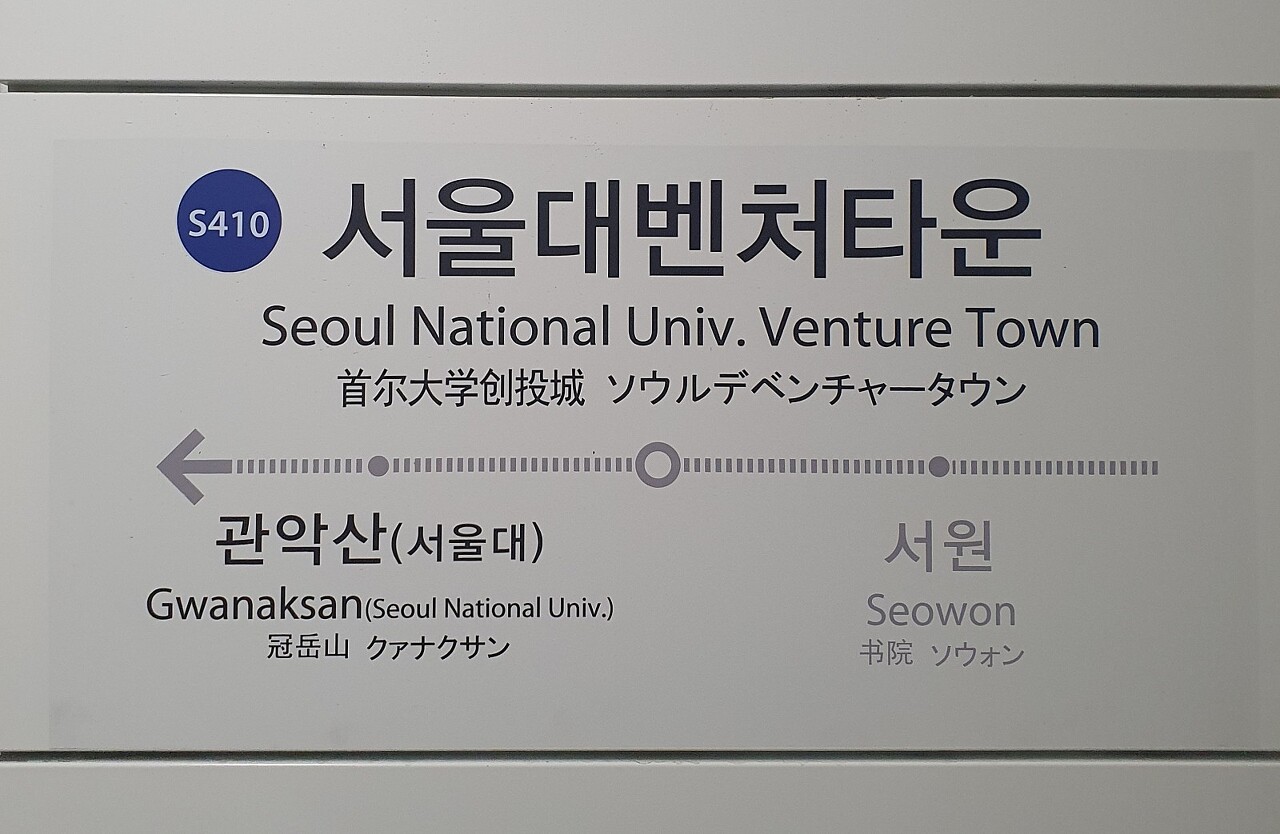 S410 서울대벤처타운
Seoul National Univ. Venture Town
首尔大学创投城 ソウルデベンチャータウン
관악산(서울대) 서원
Gwanaksan(Seoul National Univ.) Seowon
冠岳山 クァナクサン 书院 ソウォン